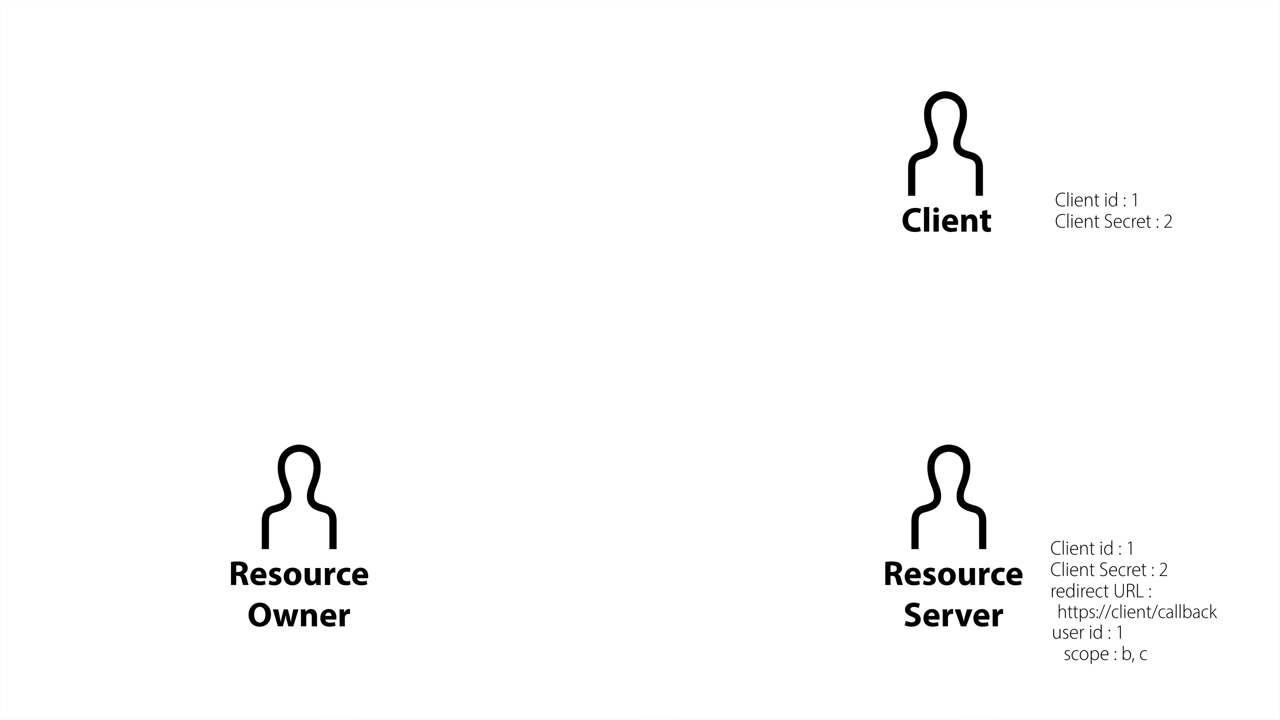 Client
Client id : 1
Client Secret : 2
Resource
Owner
Resource
Server
Client id : 1
Client Secret : 2
redirect URL :
https://client/callback
user id : 1
scope : b, c